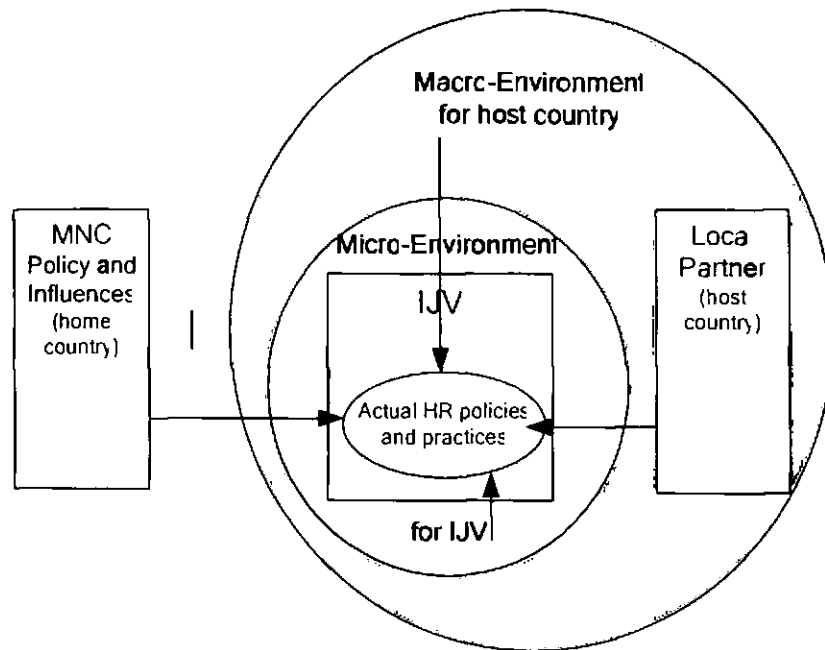 Macro-Environment
for host country
MNC
Policy and
Influences
(home
country)
Micro-Environment
IJV
Loca
Partner
(host
country)
Actual HR policies
and practices
for IJV